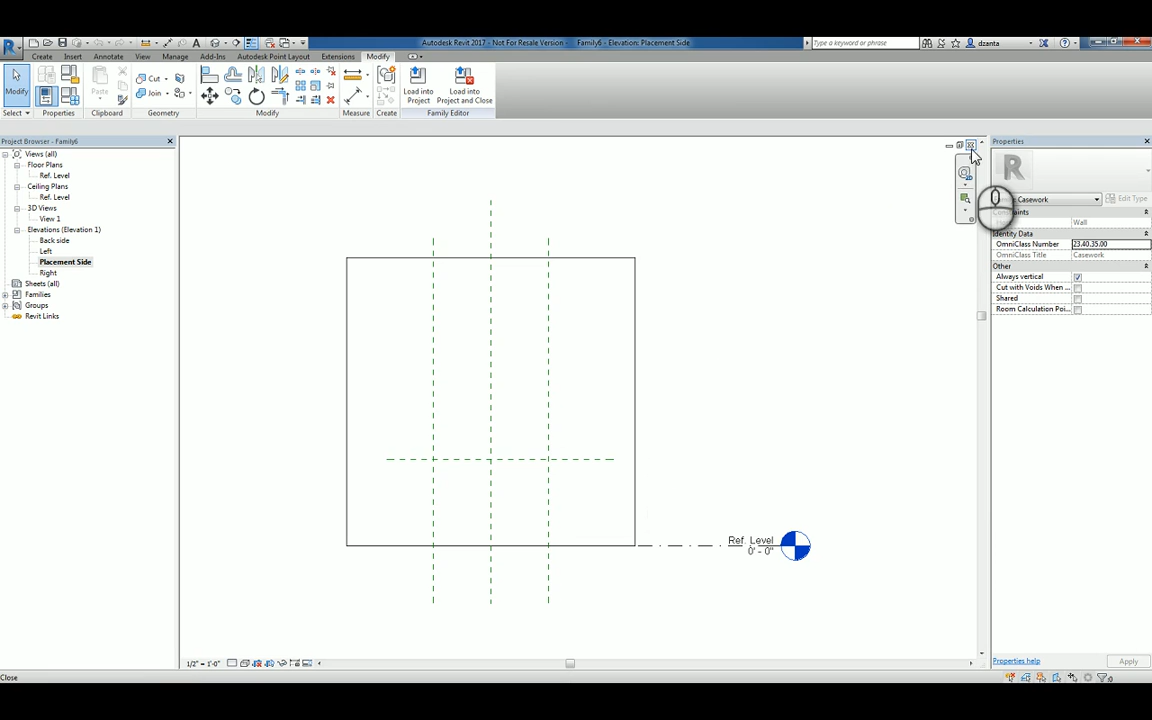 Autodesk Revit 2017 - Not For Resale Version - Family6 - Elevation: Placement Side
Type a keyword or phrase
dzanta
Create Insert Annotate View Manage Add-Ins Autodesk Point Layout Extensions Modify
Modify
Paste
Cut
Join
Load into Project
Load into Project and Close
Select Properties Clipboard Geometry Modify Measure Create Family Editor
Project Browser - Family6
Views (all)
Floor Plans
Ref. Level
Ceiling Plans
Ref. Level
3D Views
View 1
Elevations (Elevation 1)
Back side
Left
Placement Side
Right
Sheets (all)
Families
Groups
Revit Links
2D
Ref. Level
0' - 0"
Properties
R
Casework
Edit Type
Constraints
Wall
Identity Data
OmniClass Number 23.40.35.00
OmniClass Title Casework
Other
Always vertical
Cut with Voids When ...
Shared
Room Calculation Poi...
Properties help
Apply
1/2" = 1'-0"
Close
:0